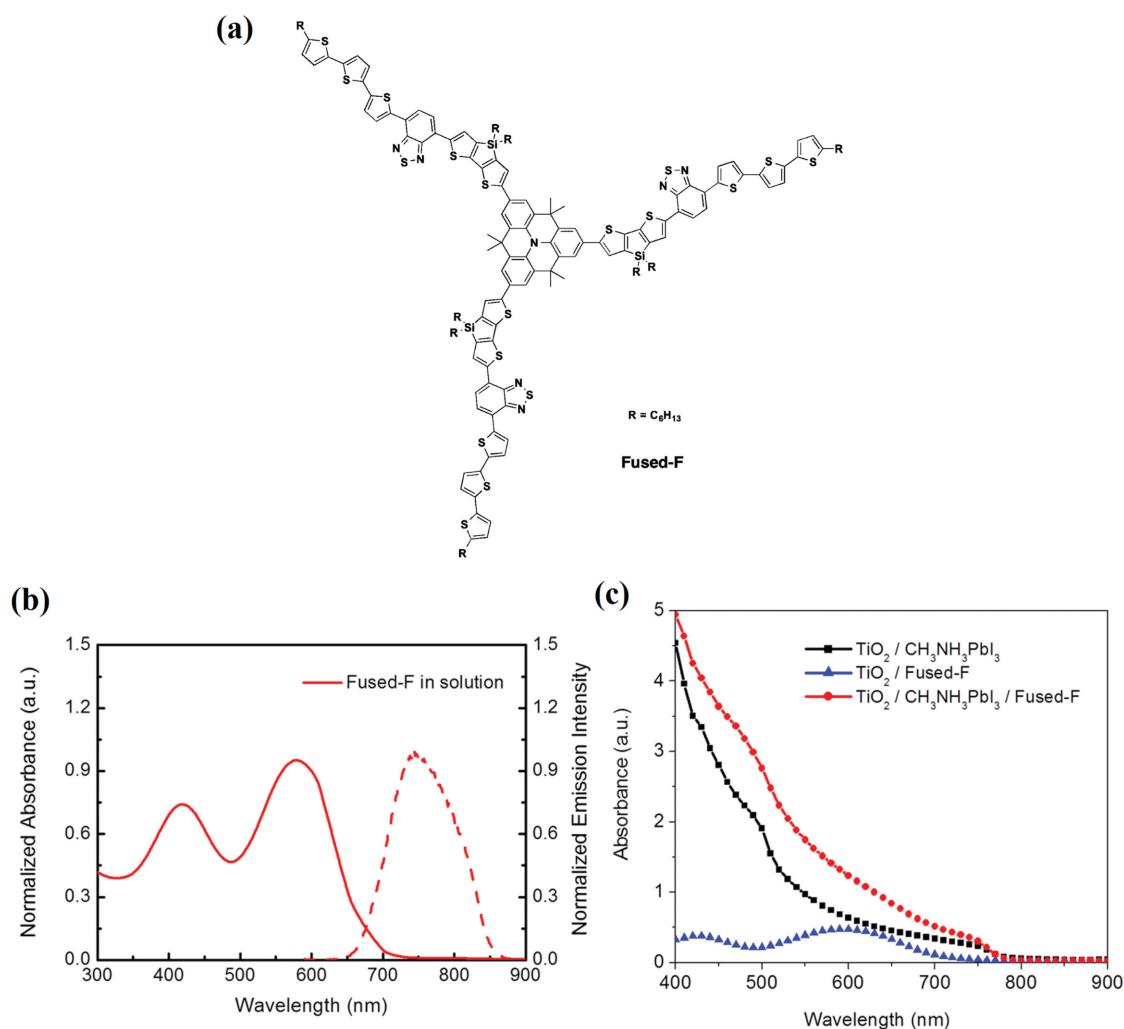 (a)
R
S
S
S
N
S
N
R
R
Si
S
S
N
S
N
S
S
S
R
S
S
Si
R
R
N
S
R
Si
R
S
N
S
N
S
S
S
R
R = C₆H₁₃
Fused-F
(b)
Normalized Absorbance (a.u.)
1.5
1.2
0.9
0.6
0.3
0.0
300 400 500 600 700 800 900
Wavelength (nm)
Fused-F in solution
1.5
1.2
0.9
0.6
0.3
0.0
Normalized Emission Intensity
(c)
Absorbance (a.u.)
5
4
3
2
1
0
400 500 600 700 800 900
Wavelength (nm)
TiO₂ / CH₃NH₃PbI₃
TiO₂ / Fused-F
TiO₂ / CH₃NH₃PbI₃ / Fused-F